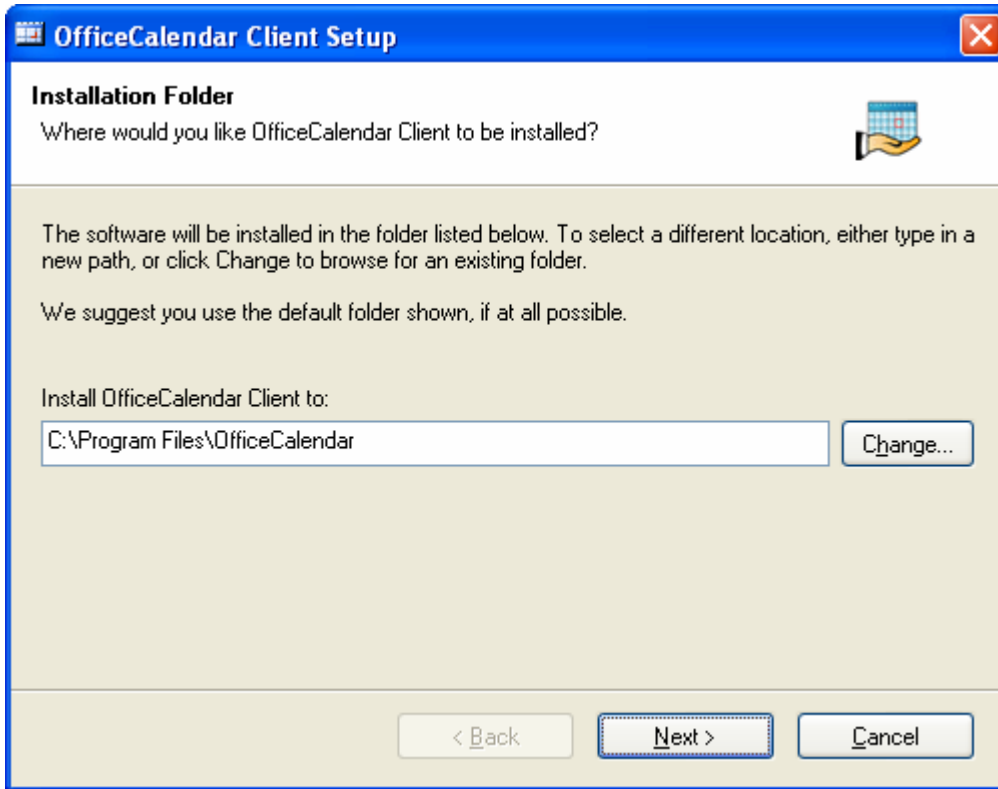 OfficeCalendar Client Setup
Installation Folder
Where would you like OfficeCalendar Client to be installed?
The software will be installed in the folder listed below. To select a different location, either type in a
new path, or click Change to browse for an existing folder.
We suggest you use the default folder shown, if at all possible.
Install OfficeCalendar Client to:
C:\Program Files\OfficeCalendar
Change...
< Back
Next >
Cancel